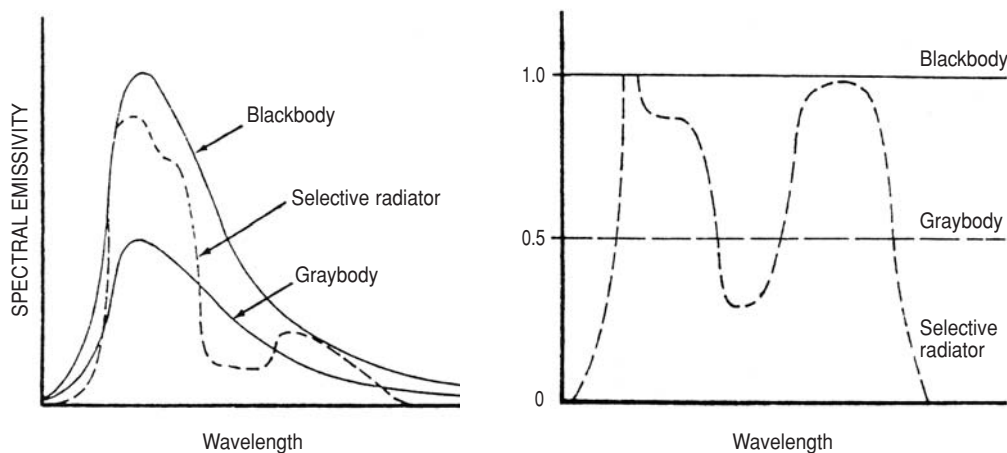 SPECTRAL EMISSIVITY
Blackbody
Selective radiator
Graybody
Wavelength
1.0
0.5
0
Blackbody
Graybody
Selective
radiator
Wavelength